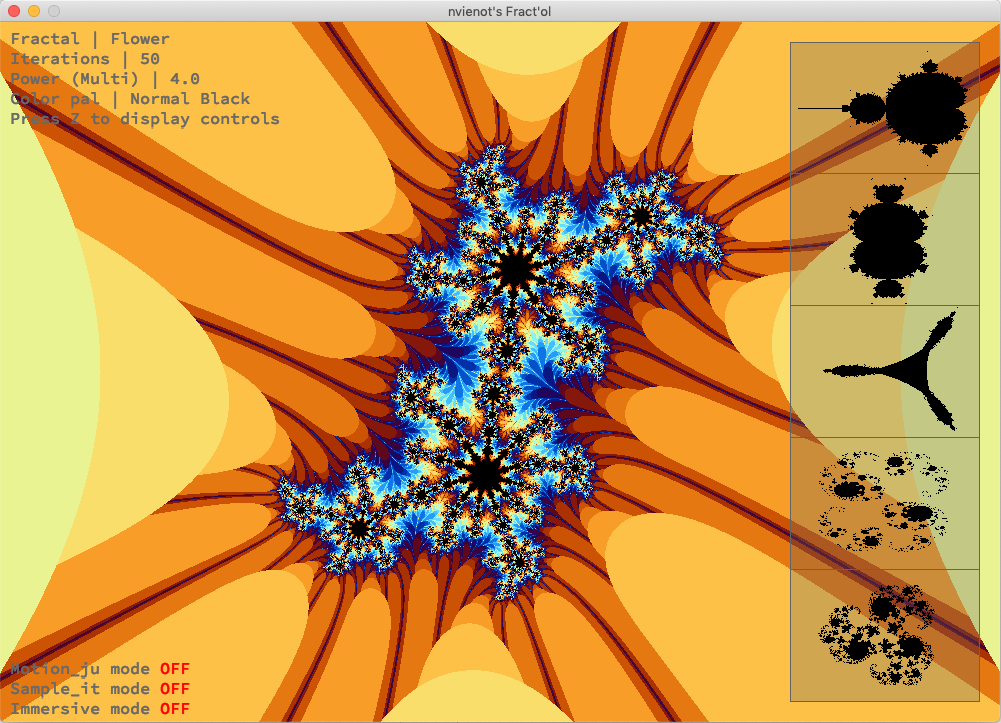 nvienot's Fract'ol
Fractal | Flower
Iterations | 50
Power (Multi) | 4.0
Color pal | Normal Black
Press Z to display controls
Motion_ju mode OFF
Sample_it mode OFF
Immersive mode OFF